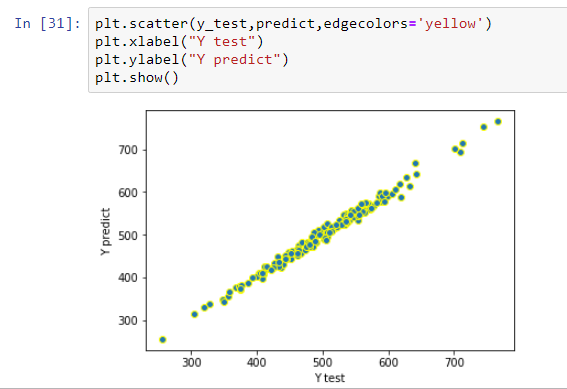 In [31]: plt.scatter(y_test,predict,edgecolors='yellow')
plt.xlabel("Y test")
plt.ylabel("Y predict")
plt.show()
700
600
500
400
300
Y predict
300 400 500 600 700
Y test